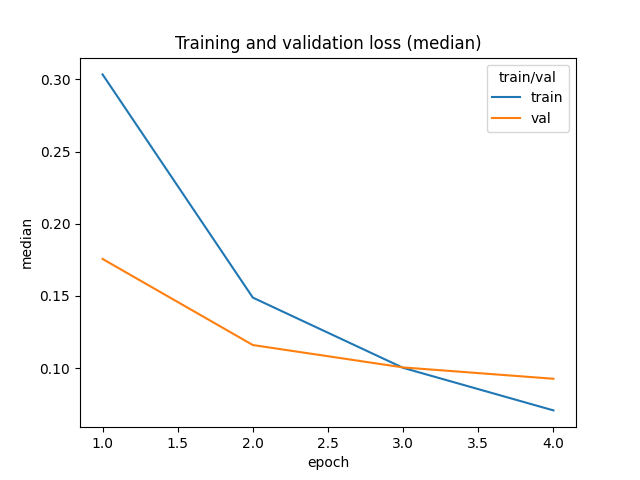 Training and validation loss (median)
train/val
train
val
0.30
0.25
0.20
0.15
0.10
median
1.0
1.5
2.0
2.5
3.0
3.5
4.0
epoch